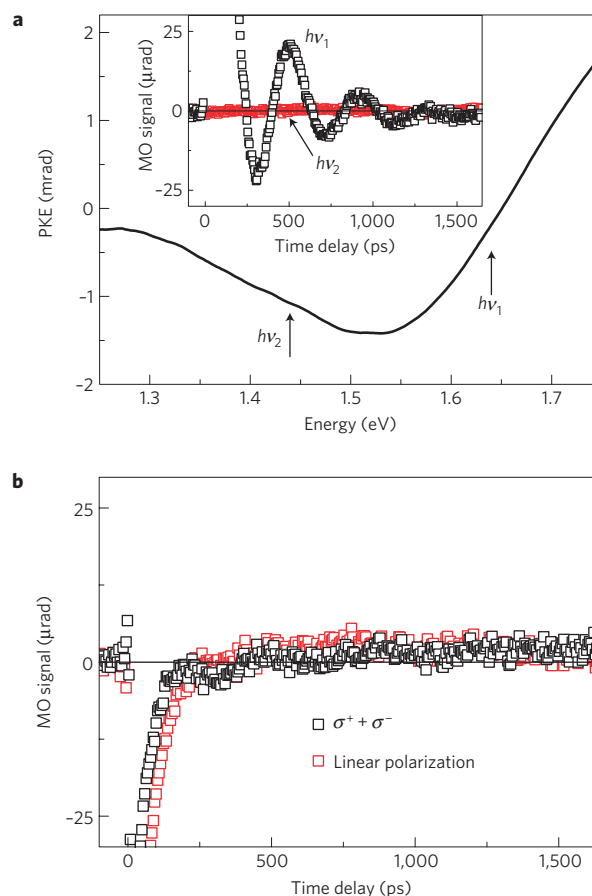 a
hν1
MO signal (μrad)
25
0
-25
hν2
0 500 1,000 1,500
Time delay (ps)
PKE (mrad)
2
1
0
-1
-2
hν2
hν1
1.3 1.4 1.5 1.6 1.7
Energy (eV)
b
MO signal (μrad)
25
0
-25
σ+ + σ−
Linear polarization
0 500 1,000 1,500
Time delay (ps)